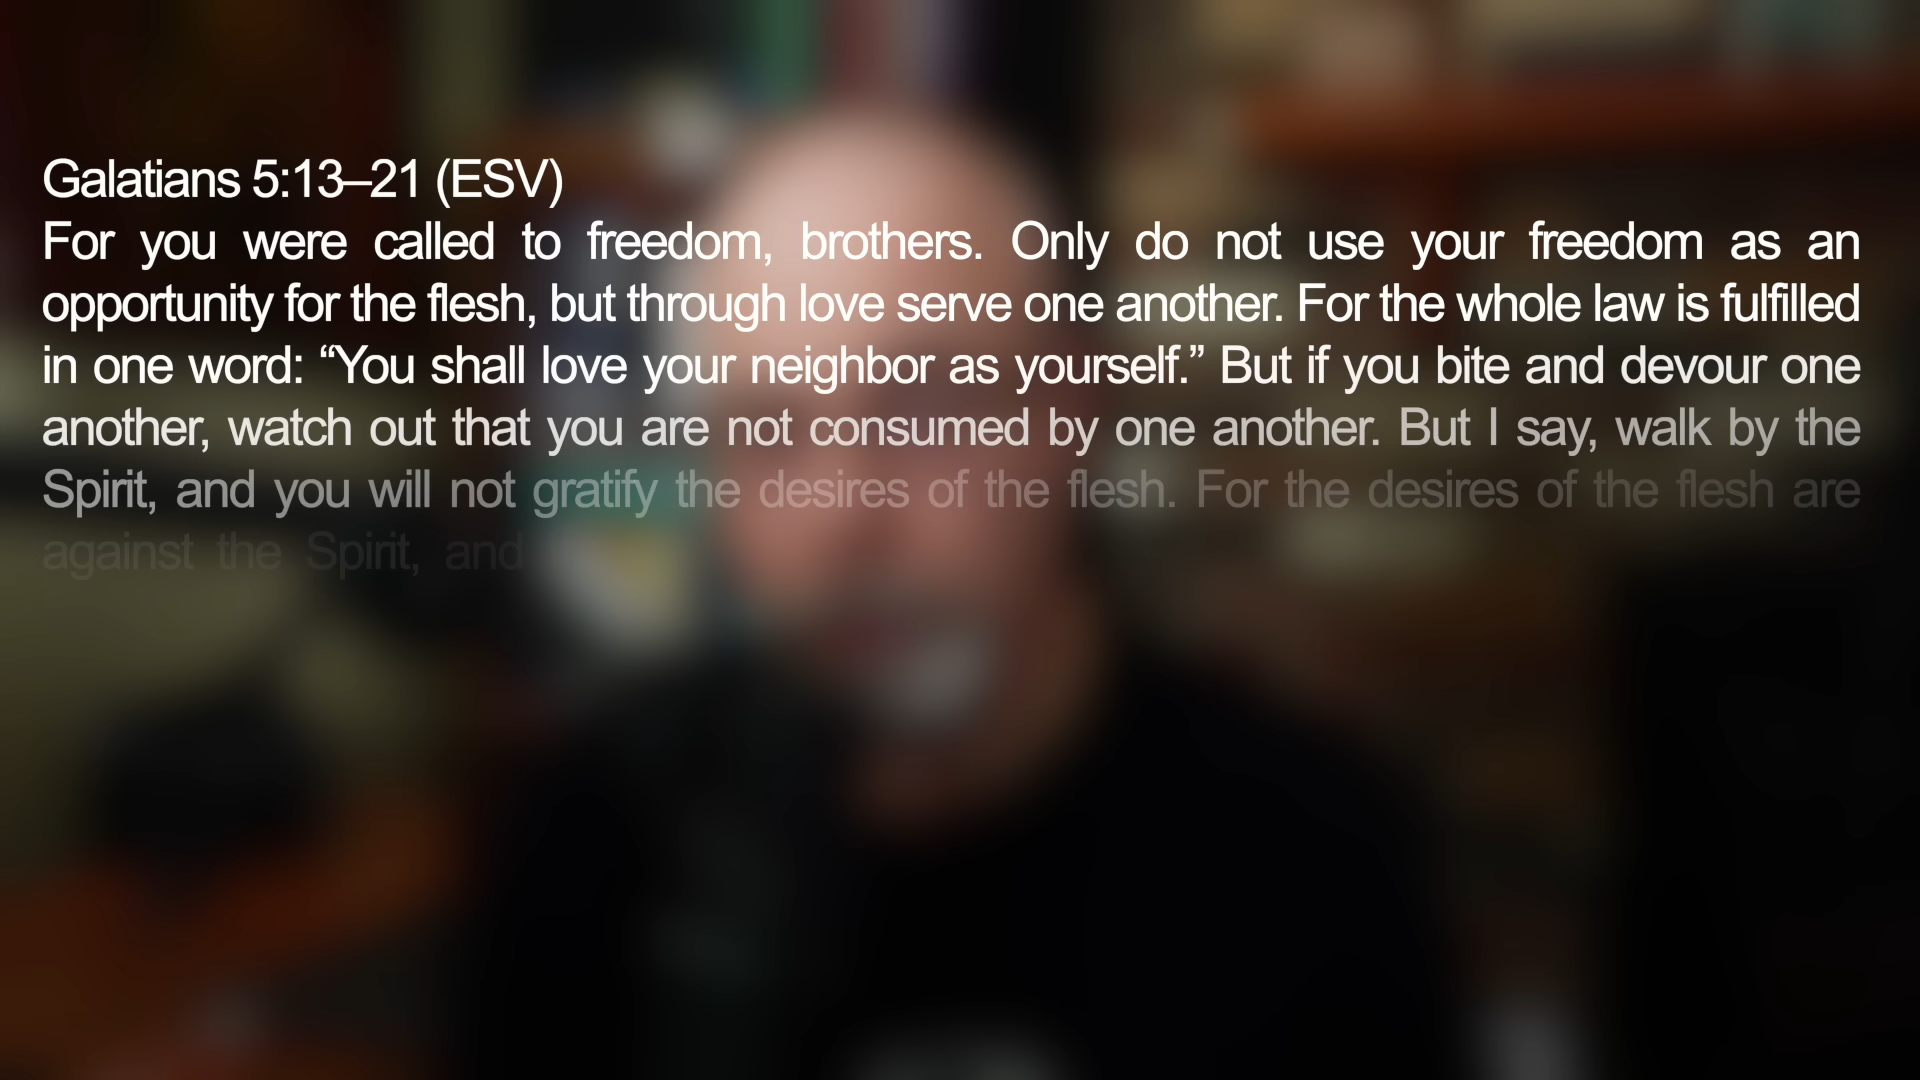 Galatians 5:13–21 (ESV)
For you were called to freedom, brothers. Only do not use your freedom as an
opportunity for the flesh, but through love serve one another. For the whole law is fulfilled
in one word: “You shall love your neighbor as yourself.” But if you bite and devour one
another, watch out that you are not consumed by one another. But I say, walk by the
Spirit, and you will not gratify the desires of the flesh. For the desires of the flesh are
against the Spirit, and